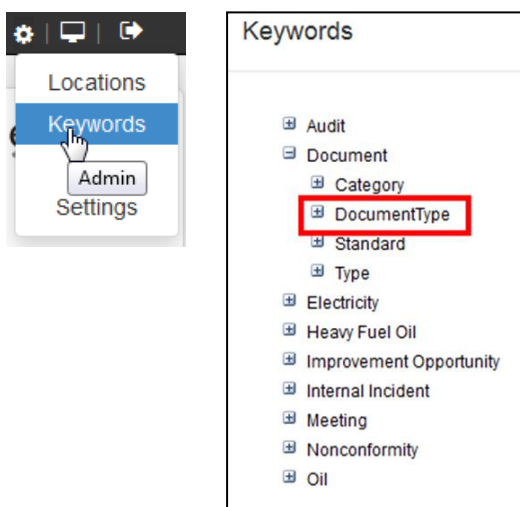 Locations
Keywords
Admin
Settings
Keywords
Audit
Document
Category
DocumentType
Standard
Type
Electricity
Heavy Fuel Oil
Improvement Opportunity
Internal Incident
Meeting
Nonconformity
Oil